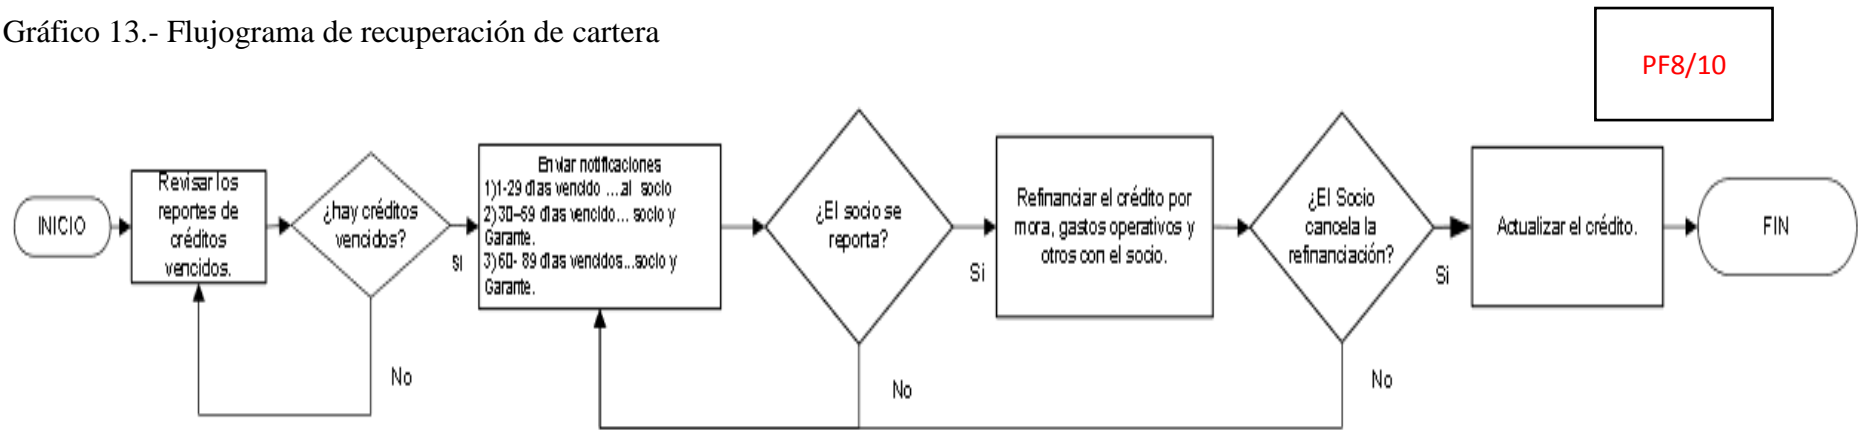 Gráfico 13.- Flujograma de recuperación de cartera
PF8/10
INICIO
Revisar los
reportes de
créditos
vencidos.
¿hay créditos
vencidos?
Si
No
Enviar notificaciones
1)1-29 días vencido ...al socio
2)30-59 días vencido... socio y
Garante.
3)60- 89 días vencidos...socio y
Garante.
¿El socio se
reporta?
Si
No
Refinanciar el crédito por
mora, gastos operativos y
otros con el socio.
¿El Socio
cancela la
refinanciación?
Si
No
Actualizar el crédito.
FIN